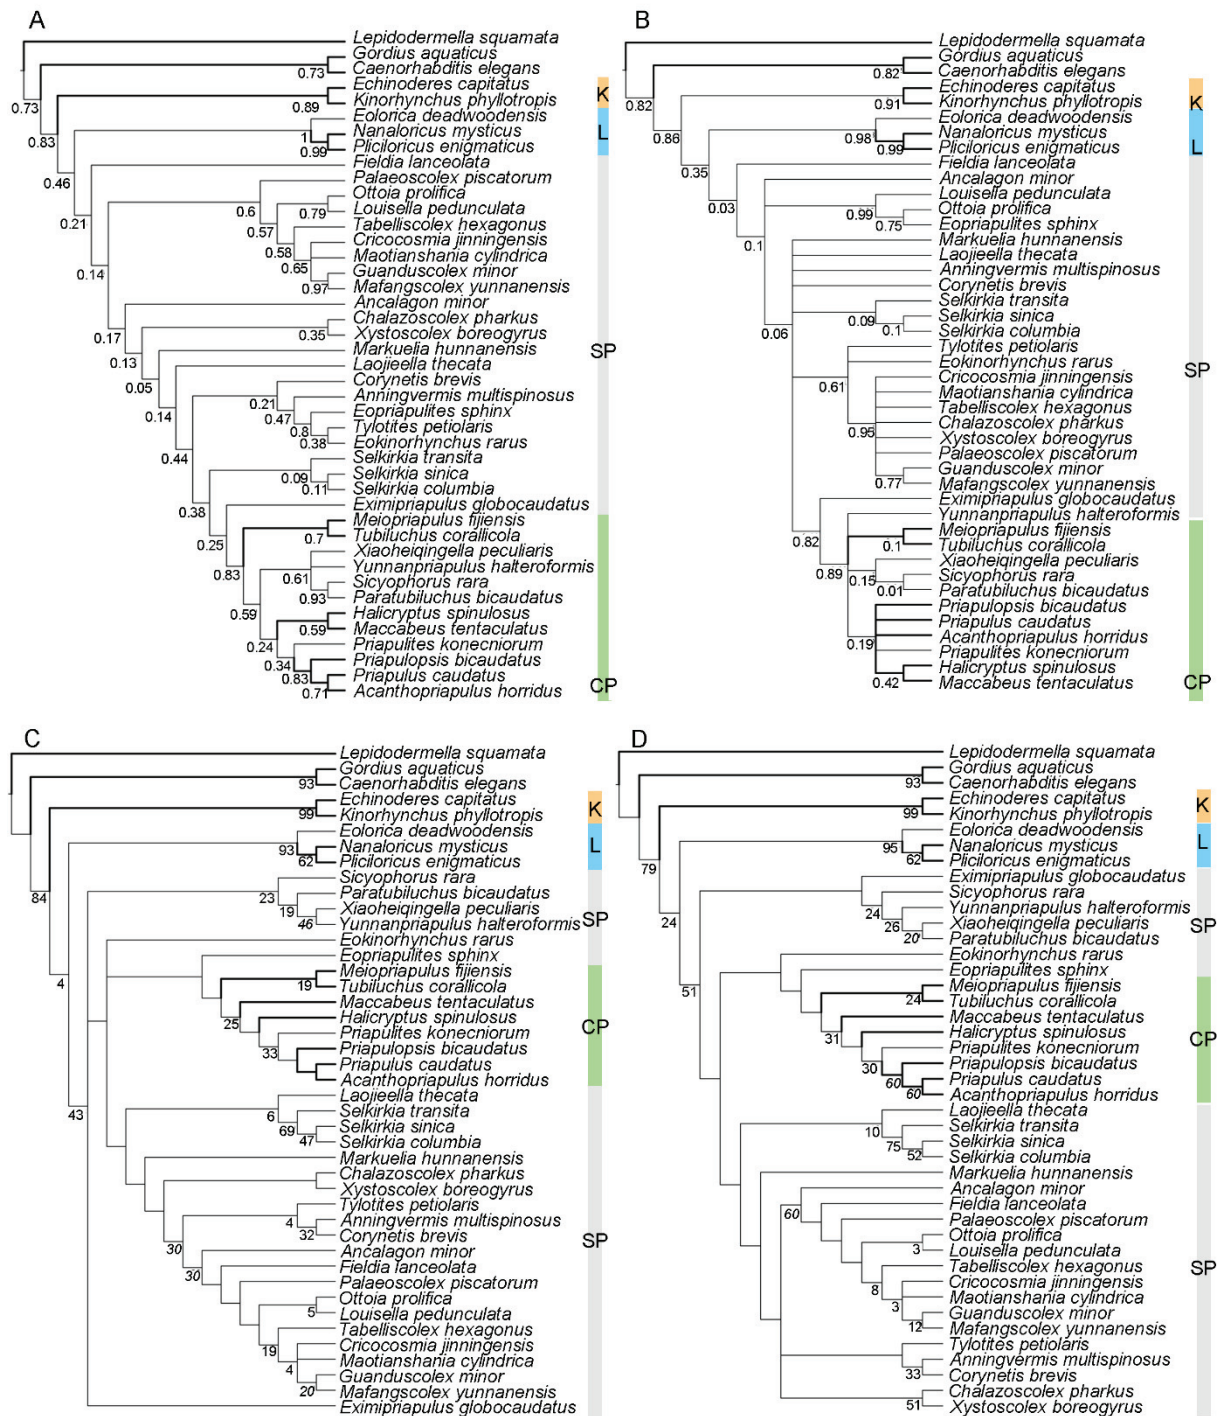 A
Lepidodermella squamata
Gordius aquaticus
0.73 Caenorhabditis elegans
Echinoderes capitatus
0.73
0.89 Kinorhynchus phyllotropis
K
Eolorica deadwoodensis
0.83
1 Nanaloricus mysticus
L
0.99 Pliciloricus enigmaticus
Fieldia lanceolata
0.46
Palaeoscolex piscatorum
Ottoia prolifica
0.6
0.79 Louisella pedunculata
0.21
0.57 Tabelliscolex hexagonus
Cricocosmia jinningensis
0.58 Maotianshania cylindrica
0.14
0.65 Guanduscolex minor
0.97 Mafangscolex yunnanensis
Ancalagon minor
Chalazoscolex pharkus
0.17
0.35 Xystoscolex boreogyrus
0.13
Markuelia hunnanensis
SP
Laojieella thecata
0.05
Corynetis brevis
Anningvermis multispinosus
0.21
0.14
0.47 Eopriapulites sphinx
Tylotites petiolaris
0.8
0.38 Eokinorhynchus rarus
0.44
Selkirkia transita
Selkirkia sinica
0.09
0.11 Selkirkia columbia
Eximipriapulus globocaudatus
0.38
Meiopriapulus fijiensis
0.7 Tubiluchus corallicola
0.25
Xiaoheiqingella peculiaris
Yunnanpriapulus halteroformis
0.83
0.61 Sicyophorus rara
0.93 Paratubiluchus bicaudatus
0.59
Halicryptus spinulosus
0.59 Maccabeus tentaculatus
0.24
Priapulites konecniorum
0.34 Priapulopsis bicaudatus
0.83 Priapulus caudatus
0.71 Acanthopriapulus horridus
CP
B
Lepidodermella squamata
Gordius aquaticus
0.82 Caenorhabditis elegans
Echinoderes capitatus
0.82
0.91 Kinorhynchus phyllotropis
K
Eolorica deadwoodensis
0.86
0.98 Nanaloricus mysticus
0.99 Pliciloricus enigmaticus
L
Fieldia lanceolata
0.35
Ancalagon minor
Louisella pedunculata
0.03
0.99 Ottoia prolifica
0.75 Eopriapulites sphinx
Markuelia hunnanensis
0.1
Laojieella thecata
Anningvermis multispinosus
Corynetis brevis
Selkirkia transita
0.09 Selkirkia sinica
0.1 Selkirkia columbia
0.06
Tylotites petiolaris
Eokinorhynchus rarus
SP
Cricocosmia jinningensis
0.61
Maotianshania cylindrica
Tabelliscolex hexagonus
Chalazoscolex pharkus
0.95
Xystoscolex boreogyrus
Palaeoscolex piscatorum
Guanduscolex minor
0.77 Mafangscolex yunnanensis
Eximipriapulus globocaudatus
Yunnanpriapulus halteroformis
Meiopriapulus fijiensis
0.82
0.1 Tubiluchus corallicola
Xiaoheiqingella peculiaris
0.89
0.15 Sicyophorus rara
0.01 Paratubiluchus bicaudatus
Priapulopsis bicaudatus
Priapulus caudatus
Acanthopriapulus horridus
0.19
Priapulites konecniorum
Halicryptus spinulosus
0.42 Maccabeus tentaculatus
CP
C
Lepidodermella squamata
Gordius aquaticus
93 Caenorhabditis elegans
Echinoderes capitatus
99 Kinorhynchus phyllotropis
K
Eolorica deadwoodensis
93 Nanaloricus mysticus
L
62 Pliciloricus enigmaticus
Sicyophorus rara
84
23 Paratubiluchus bicaudatus
19 Xiaoheiqingella peculiaris
46 Yunnanpriapulus halteroformis
SP
Eokinorhynchus rarus
Eopriapulites sphinx
Meiopriapulus fijiensis
4
19 Tubiluchus corallicola
Maccabeus tentaculatus
25 Halicryptus spinulosus
CP
Priapulites konecniorum
33 Priapulopsis bicaudatus
Priapulus caudatus
Acanthopriapulus horridus
Laojieella thecata
43
6 Selkirkia transita
69 Selkirkia sinica
47 Selkirkia columbia
Markuelia hunnanensis
Chalazoscolex pharkus
Xystoscolex boreogyrus
Tylotites petiolaris
4 Anningvermis multispinosus
32 Corynetis brevis
SP
30
Ancalagon minor
30 Fieldia lanceolata
Palaeoscolex piscatorum
Ottoia prolifica
5 Louisella pedunculata
Tabelliscolex hexagonus
19 Cricocosmia jinningensis
4 Maotianshania cylindrica
Guanduscolex minor
20 Mafangscolex yunnanensis
Eximipriapulus globocaudatus
D
Lepidodermella squamata
Gordius aquaticus
93 Caenorhabditis elegans
Echinoderes capitatus
99 Kinorhynchus phyllotropis
K
Eolorica deadwoodensis
95 Nanaloricus mysticus
L
62 Pliciloricus enigmaticus
79
Eximipriapulus globocaudatus
Sicyophorus rara
24 Yunnanpriapulus halteroformis
24
26 Xiaoheiqingella peculiaris
SP
20 Paratubiluchus bicaudatus
Eokinorhynchus rarus
Eopriapulites sphinx
51
Meiopriapulus fijiensis
24 Tubiluchus corallicola
Maccabeus tentaculatus
31 Halicryptus spinulosus
CP
Priapulites konecniorum
30 Priapulopsis bicaudatus
60 Priapulus caudatus
60 Acanthopriapulus horridus
Laojieella thecata
10 Selkirkia transita
75 Selkirkia sinica
52 Selkirkia columbia
Markuelia hunnanensis
Ancalagon minor
60 Fieldia lanceolata
Palaeoscolex piscatorum
Ottoia prolifica
3 Louisella pedunculata
Tabelliscolex hexagonus
SP
8 Cricocosmia jinningensis
3 Maotianshania cylindrica
Guanduscolex minor
12 Mafangscolex yunnanensis
Tylotites petiolaris
Anningvermis multispinosus
33 Corynetis brevis
Chalazoscolex pharkus
51 Xystoscolex boreogyrus